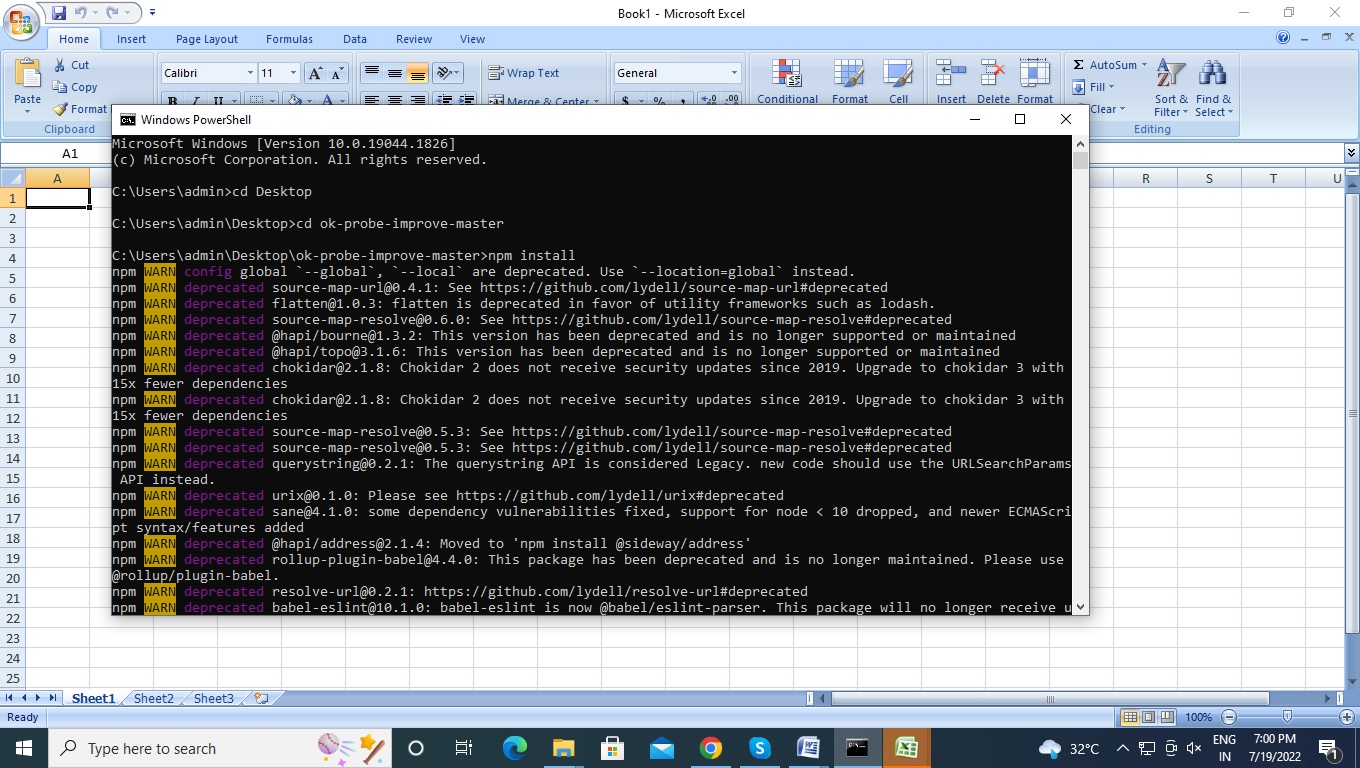 Book1 - Microsoft Excel
Home Insert Page Layout Formulas Data Review View
Cut
Copy
Format
Paste
Clipboard
Calibri 11
Wrap Text
Merge & Center
General
Conditional Format Cell
Insert Delete Format
AutoSum
Fill
Clear
Sort & Filter
Find & Select
Editing
A1
Windows PowerShell
Microsoft Windows [Version 10.0.19044.1826]
(c) Microsoft Corporation. All rights reserved.
C:\Users\admin>cd Desktop
C:\Users\admin\Desktop>cd ok-probe-improve-master
C:\Users\admin\Desktop\ok-probe-improve-master>npm install
npm WARN config global `--global`, `--local` are deprecated. Use `--location=global` instead.
npm WARN deprecated source-map-url@0.4.1: See https://github.com/lydell/source-map-url#deprecated
npm WARN deprecated flatten@1.0.3: flatten is deprecated in favor of utility frameworks such as lodash.
npm WARN deprecated source-map-resolve@0.6.0: See https://github.com/lydell/source-map-resolve#deprecated
npm WARN deprecated @hapi/bourne@1.3.2: This version has been deprecated and is no longer supported or maintained
npm WARN deprecated @hapi/topo@3.1.6: This version has been deprecated and is no longer supported or maintained
npm WARN deprecated chokidar@2.1.8: Chokidar 2 does not receive security updates since 2019. Upgrade to chokidar 3 with
15x fewer dependencies
npm WARN deprecated chokidar@2.1.8: Chokidar 2 does not receive security updates since 2019. Upgrade to chokidar 3 with
15x fewer dependencies
npm WARN deprecated source-map-resolve@0.5.3: See https://github.com/lydell/source-map-resolve#deprecated
npm WARN deprecated source-map-resolve@0.5.3: See https://github.com/lydell/source-map-resolve#deprecated
npm WARN deprecated querystring@0.2.1: The querystring API is considered Legacy. new code should use the URLSearchParams
API instead.
npm WARN deprecated urix@0.1.0: Please see https://github.com/lydell/urix#deprecated
npm WARN deprecated sane@4.1.0: some dependency vulnerabilities fixed, support for node < 10 dropped, and newer ECMAScri
pt syntax/features added
npm WARN deprecated @hapi/address@2.1.4: Moved to 'npm install @sideway/address'
npm WARN deprecated rollup-plugin-babel@4.4.0: This package has been deprecated and is no longer maintained. Please use
@rollup/plugin-babel.
npm WARN deprecated resolve-url@0.2.1: https://github.com/lydell/resolve-url#deprecated
npm WARN deprecated babel-eslint@10.1.0: babel-eslint is now @babel/eslint-parser. This package will no longer receive u
A R S T U
1
2
3
4
5
6
7
8
9
10
11
12
13
14
15
16
17
18
19
20
21
22
23
24
25
Sheet1 Sheet2 Sheet3
Ready
100%
Type here to search
32°C
ENG
IN
7:00 PM
7/19/2022
1